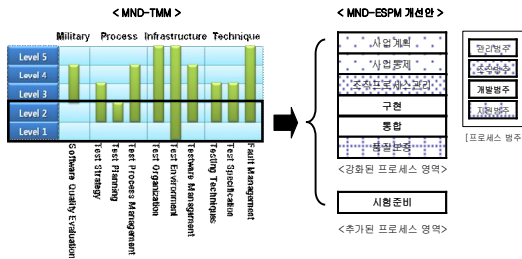 < MND-TMM >
< MND-ESPM 개선안 >
Military Process Infrastructure Technique
Level 5
Level 4
Level 3
Level 2
Level 1
Software Quality Evaluation
Test Strategy
Test Planning
Test Process Management
Test Organization
Test Environment
Testware Management
Testing Techniques
Test Specification
Fault Management
사업계획
사업통제
조직프로세스관리
구현
통합
품질보증
<강화된 프로세스 영역>
시험준비
<추가된 프로세스 영역>
관리범주
조직범주
개발범주
지원범주
[프로세스 범주]